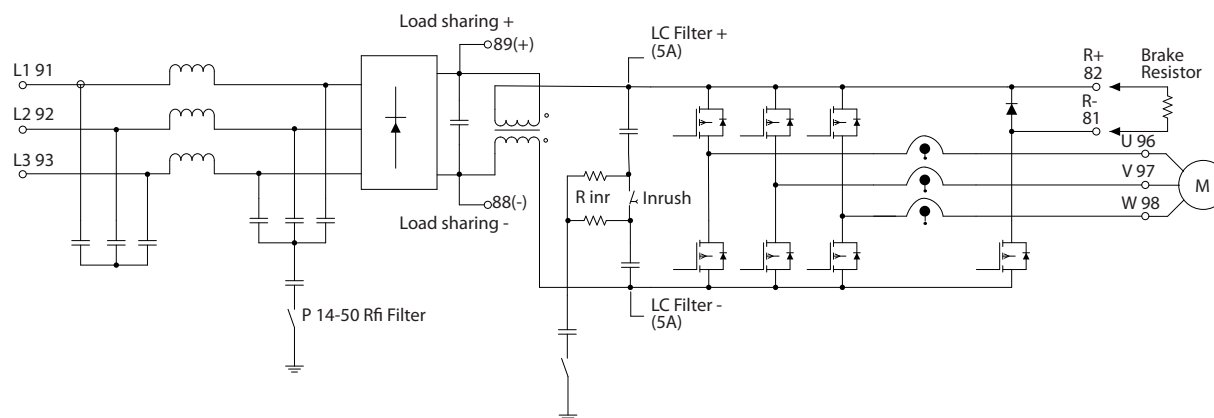 Load sharing +
89(+)
LC Filter +
(5A)
R+
82
Brake
Resistor
L1 91
R-
81
L2 92
U 96
L3 93
V 97
M
R inr
Inrush
88(-)
W 98
Load sharing -
P 14-50 Rfi Filter
LC Filter -
(5A)